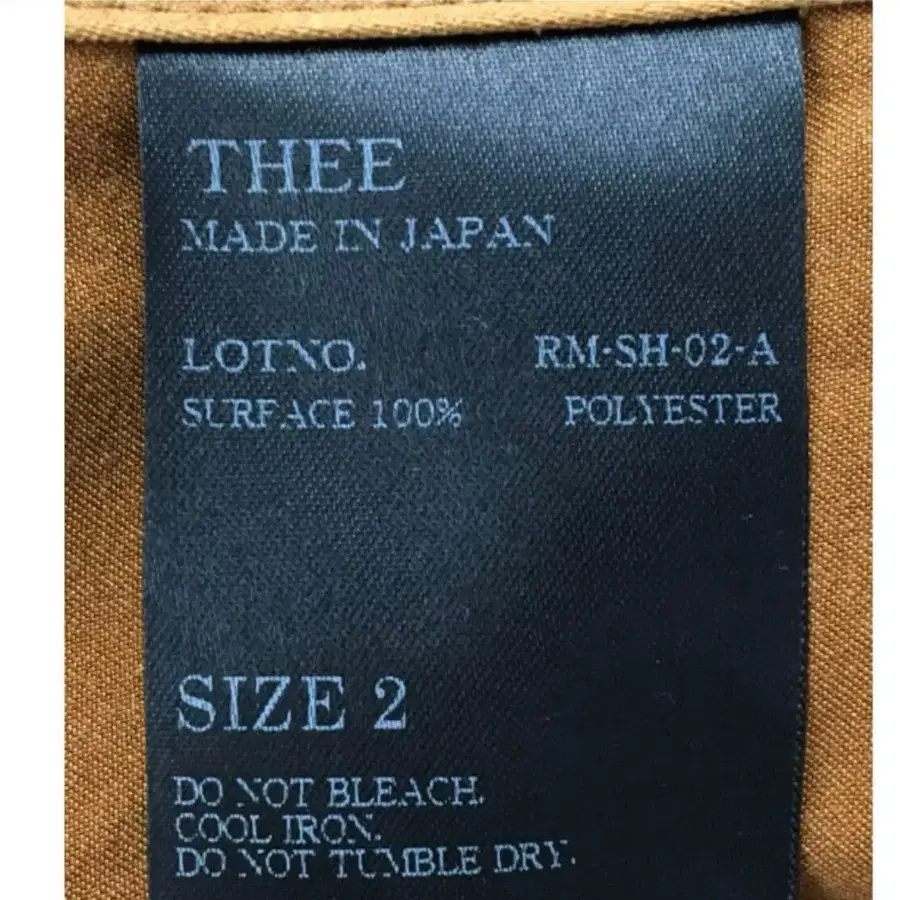 THEE
MADE IN JAPAN
LOTNO. RM-SH-02-A
SURFACE 100% POLYESTER
SIZE 2
DO NOT BLEACH.
COOL IRON.
DO NOT TUMBLE DRY.